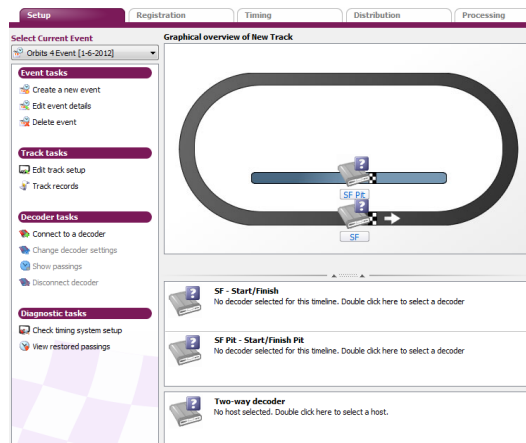 Setup
Registration
Timing
Distribution
Processing
Select Current Event
Orbits 4 Event [1-6-2012]
Event tasks
Create a new event
Edit event details
Delete event
Track tasks
Edit track setup
Track records
Decoder tasks
Connect to a decoder
Change decoder settings
Show passings
Disconnect decoder
Diagnostic tasks
Check timing system setup
View restored passings
Graphical overview of New Track
?
SF Pit
?
SF
?
SF - Start/Finish
No decoder selected for this timeline. Double click here to select a decoder
?
SF Pit - Start/Finish Pit
No decoder selected for this timeline. Double click here to select a decoder
?
Two-way decoder
No host selected. Double click here to select a host.